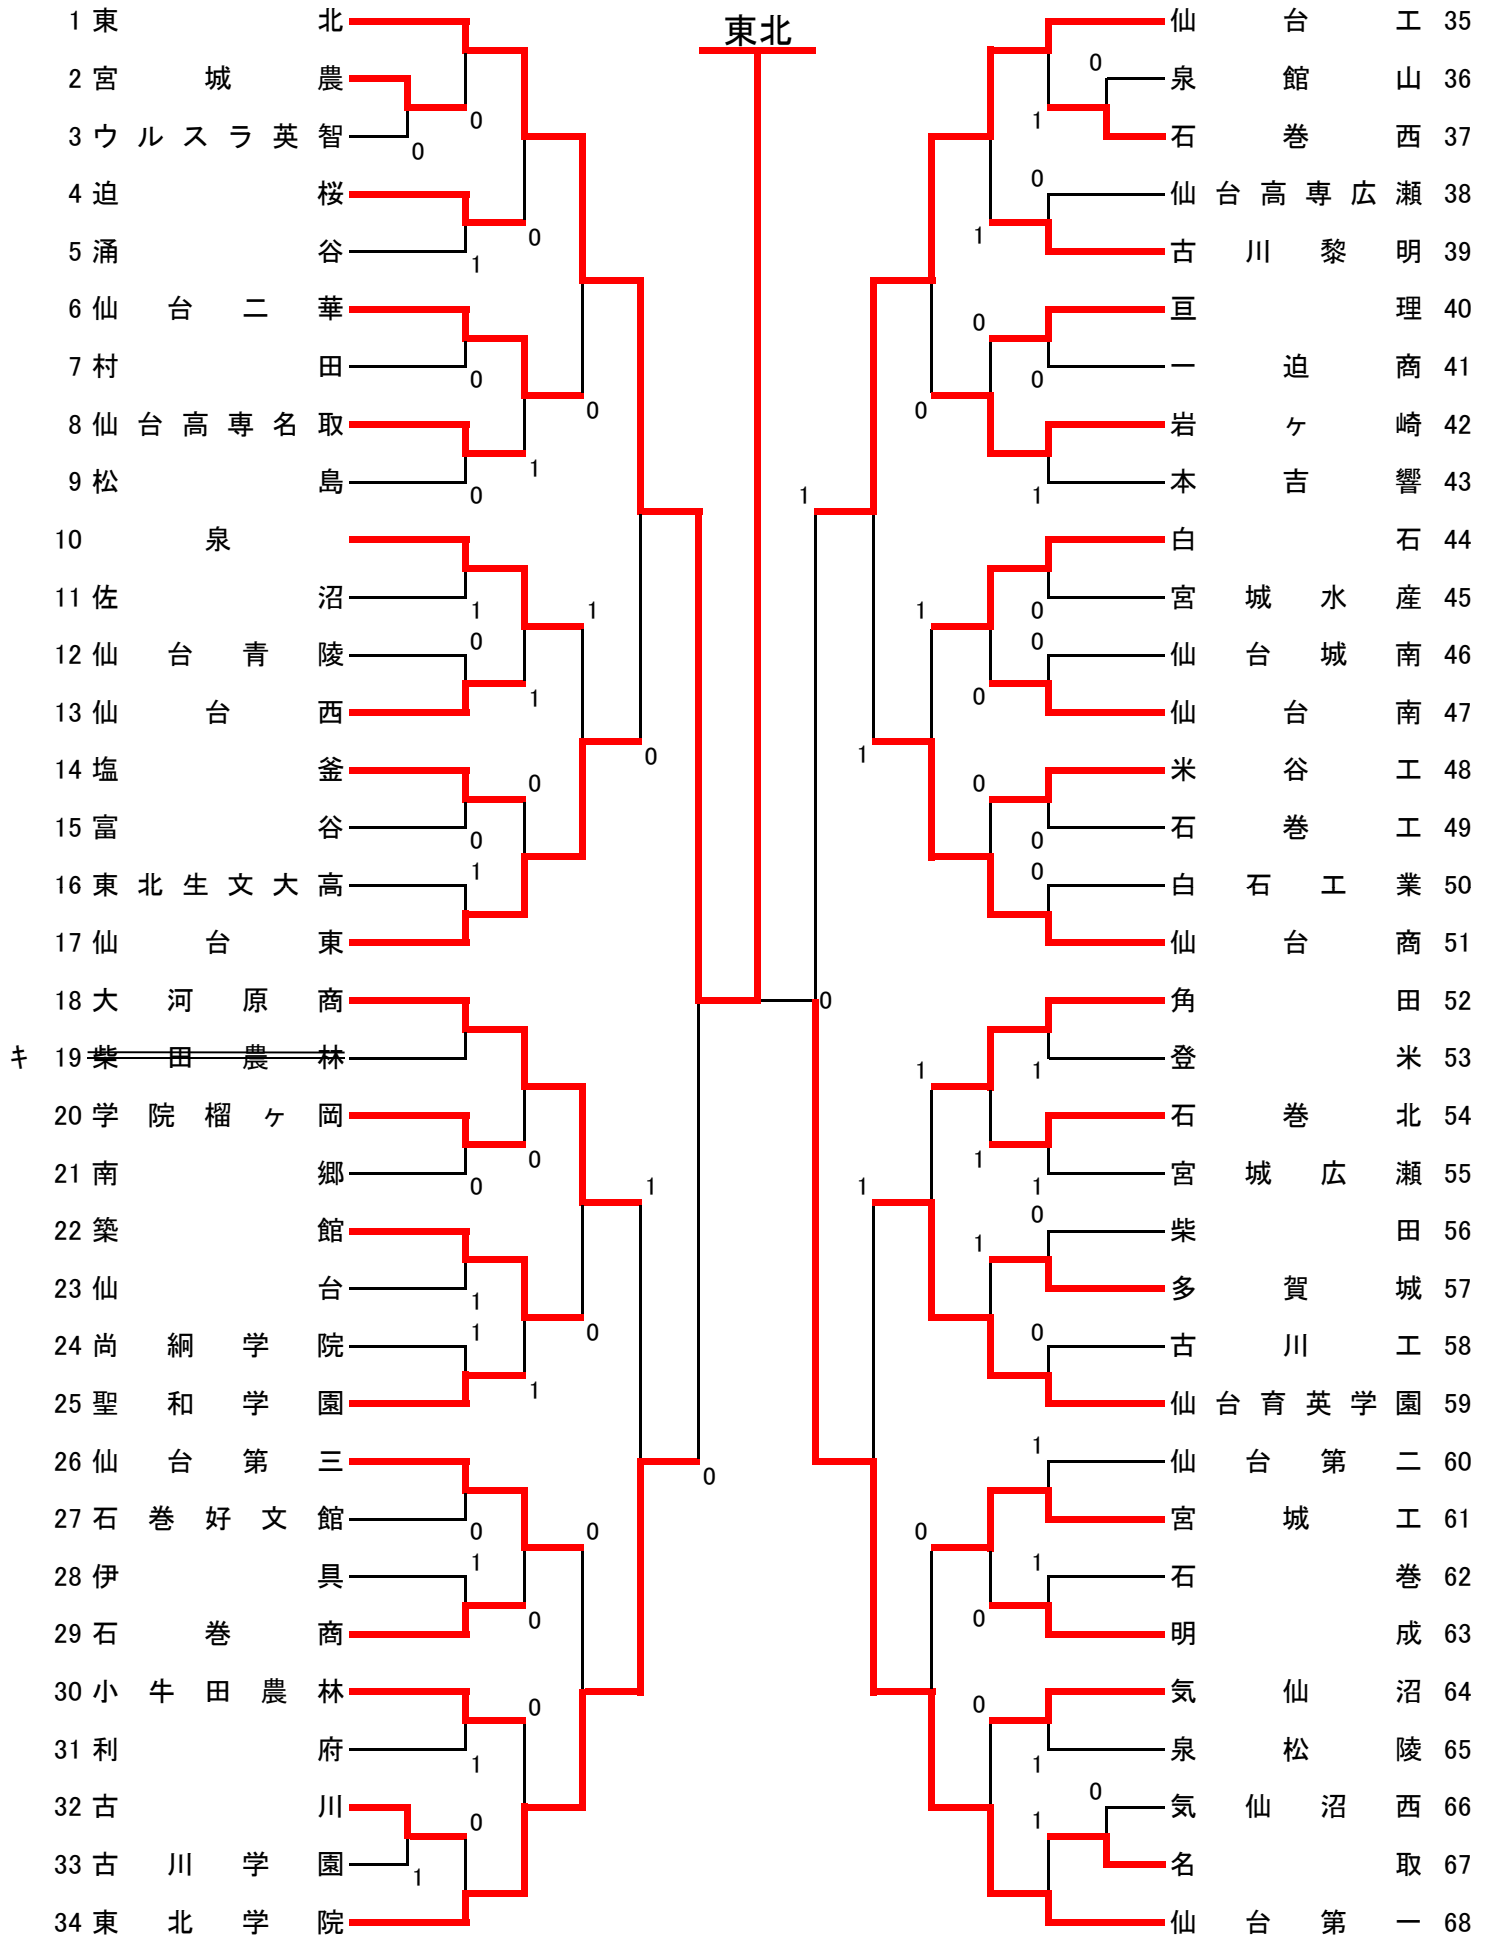 東北
1 東北
2 宮城農
0
3 ウルスラ英智
0
4 迫桜
0
5 涌谷
1
6 仙台二華
7 村田
0
0
8 仙台高専名取
1
9 松島
0
10 泉
11 佐沼
1
1
12 仙台青陵
0
13 仙台西
1
0
14 塩釜
0
15 富谷
0
16 東北生文大高
1
17 仙台東
18 大河原商
キ 19 柴田農林
20 学院榴ヶ岡
0
21 南郷
0
1
22 築館
23 仙台
1
24 尚絅学院
1
0
25 聖和学園
1
26 仙台第三
0
27 石巻好文館
0
0
28 伊具
1
29 石巻商
0
30 小牛田農林
0
31 利府
1
32 古川
0
33 古川学園
1
34 東北学院
仙台工 35
0
泉館山 36
1
石巻西 37
0
仙台高専広瀬 38
1
古川黎明 39
亘理 40
0
一迫商 41
0
0
岩ヶ崎 42
本吉響 43
1
1
白石 44
宮城水産 45
0
1
仙台城南 46
0
仙台南 47
0
1
米谷工 48
0
石巻工 49
0
白石工業 50
0
仙台商 51
角田 52
0
登米 53
1
1
石巻北 54
1
宮城広瀬 55
1
1
柴田 56
0
1
多賀城 57
古川工 58
0
仙台育英学園 59
仙台第二 60
1
宮城工 61
0
石巻 62
1
明成 63
0
気仙沼 64
0
泉松陵 65
1
気仙沼西 66
0
1
名取 67
仙台第一 68